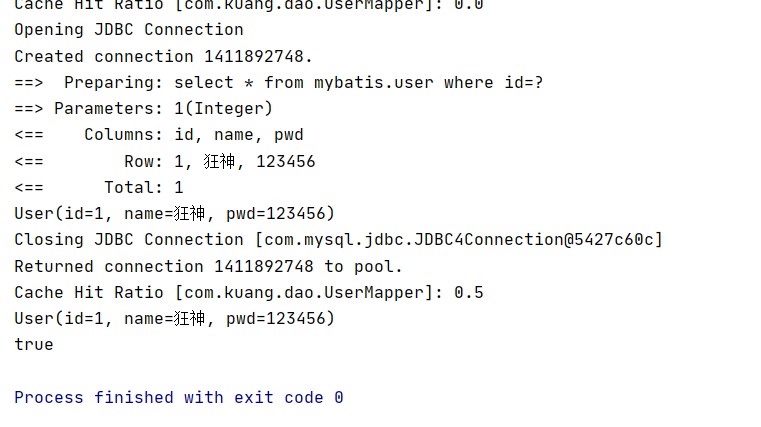 Cache Hit Ratio [com.kuang.dao.UserMapper]: 0.0
Opening JDBC Connection
Created connection 1411892748.
==>  Preparing: select * from mybatis.user where id=?
==> Parameters: 1(Integer)
<==    Columns: id, name, pwd
<==        Row: 1, 狂神, 123456
<==      Total: 1
User(id=1, name=狂神, pwd=123456)
Closing JDBC Connection [com.mysql.jdbc.JDBC4Connection@5427c60c]
Returned connection 1411892748 to pool.
Cache Hit Ratio [com.kuang.dao.UserMapper]: 0.5
User(id=1, name=狂神, pwd=123456)
true
Process finished with exit code 0